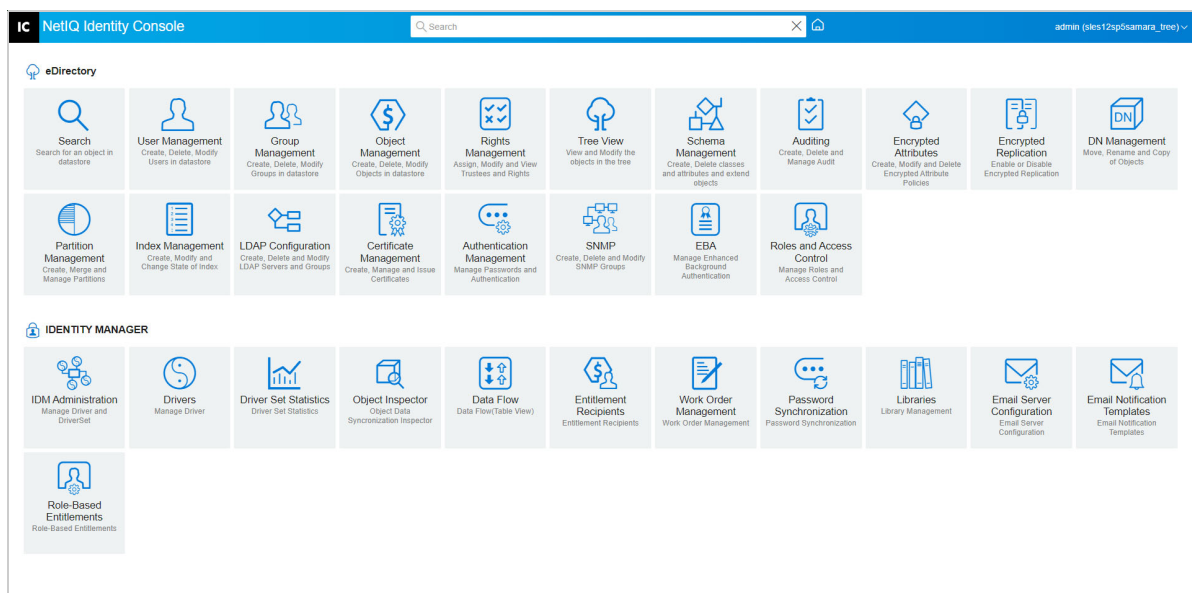 IC NetIQ Identity Console
Search
admin (sles12sp5samara_tree)
eDirectory
Search
Search for an object in
datastore
User Management
Create, Delete, Modify
Users in datastore
Group
Management
Create, Delete, Modify
Groups in datastore
Object
Management
Create, Delete, Modify
Objects in datastore
Rights
Management
Assign, Modify and View
Trustees and Rights
Tree View
View and Modify the
objects in the tree
Schema
Management
Create, Delete classes
and attributes and extend
objects
Auditing
Create, Delete and
Manage Audit
Encrypted
Attributes
Create, Modify and Delete
Encrypted Attribute
Policies
Encrypted
Replication
Enable or Disable
Encrypted Replication
DN
DN Management
Move, Rename and Copy
of Objects
Partition
Management
Create, Merge and
Manage Partitions
Index Management
Create, Modify and
Change State of Index
LDAP Configuration
Create, Delete and Modify
LDAP Servers and Groups
Certificate
Management
Create, Manage and Issue
Certificates
Authentication
Management
Manage Passwords and
Authentication
SNMP
Create, Delete and Modify
SNMP Groups
EBA
Manage Enhanced
Background
Authentication
Roles and Access
Control
Manage Roles and
Access Control
IDENTITY MANAGER
IDM Administration
Manage Driver and
DriverSet
Drivers
Manage Driver
Driver Set Statistics
Driver Set Statistics
Object Inspector
Object Data
Syncronization Inspector
Data Flow
Data Flow(Table View)
Entitlement
Recipients
Entitlement Recipients
Work Order
Management
Work Order Management
Password
Synchronization
Password Synchronization
Libraries
Library Management
Email Server
Configuration
Email Server
Configuration
Email Notification
Templates
Email Notification
Templates
Role-Based
Entitlements
Role-Based Entitlements